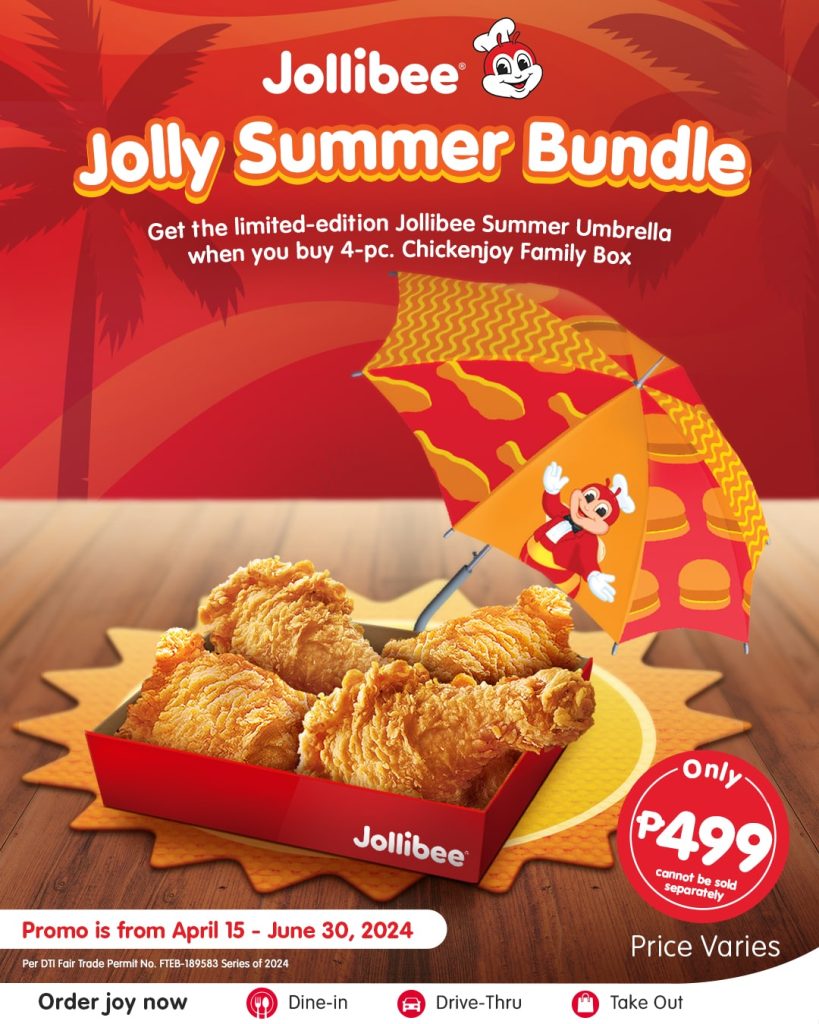 Jollibee®
Jolly Summer Bundle
Get the limited-edition Jollibee Summer Umbrella
when you buy 4-pc. Chickenjoy Family Box
Jollibee
Only
₱499
cannot be sold
separately
Promo is from April 15 - June 30, 2024
Price Varies
Per DTI Fair Trade Permit No. FTEB-189583 Series of 2024
Order joy now
Dine-in
Drive-Thru
Take Out